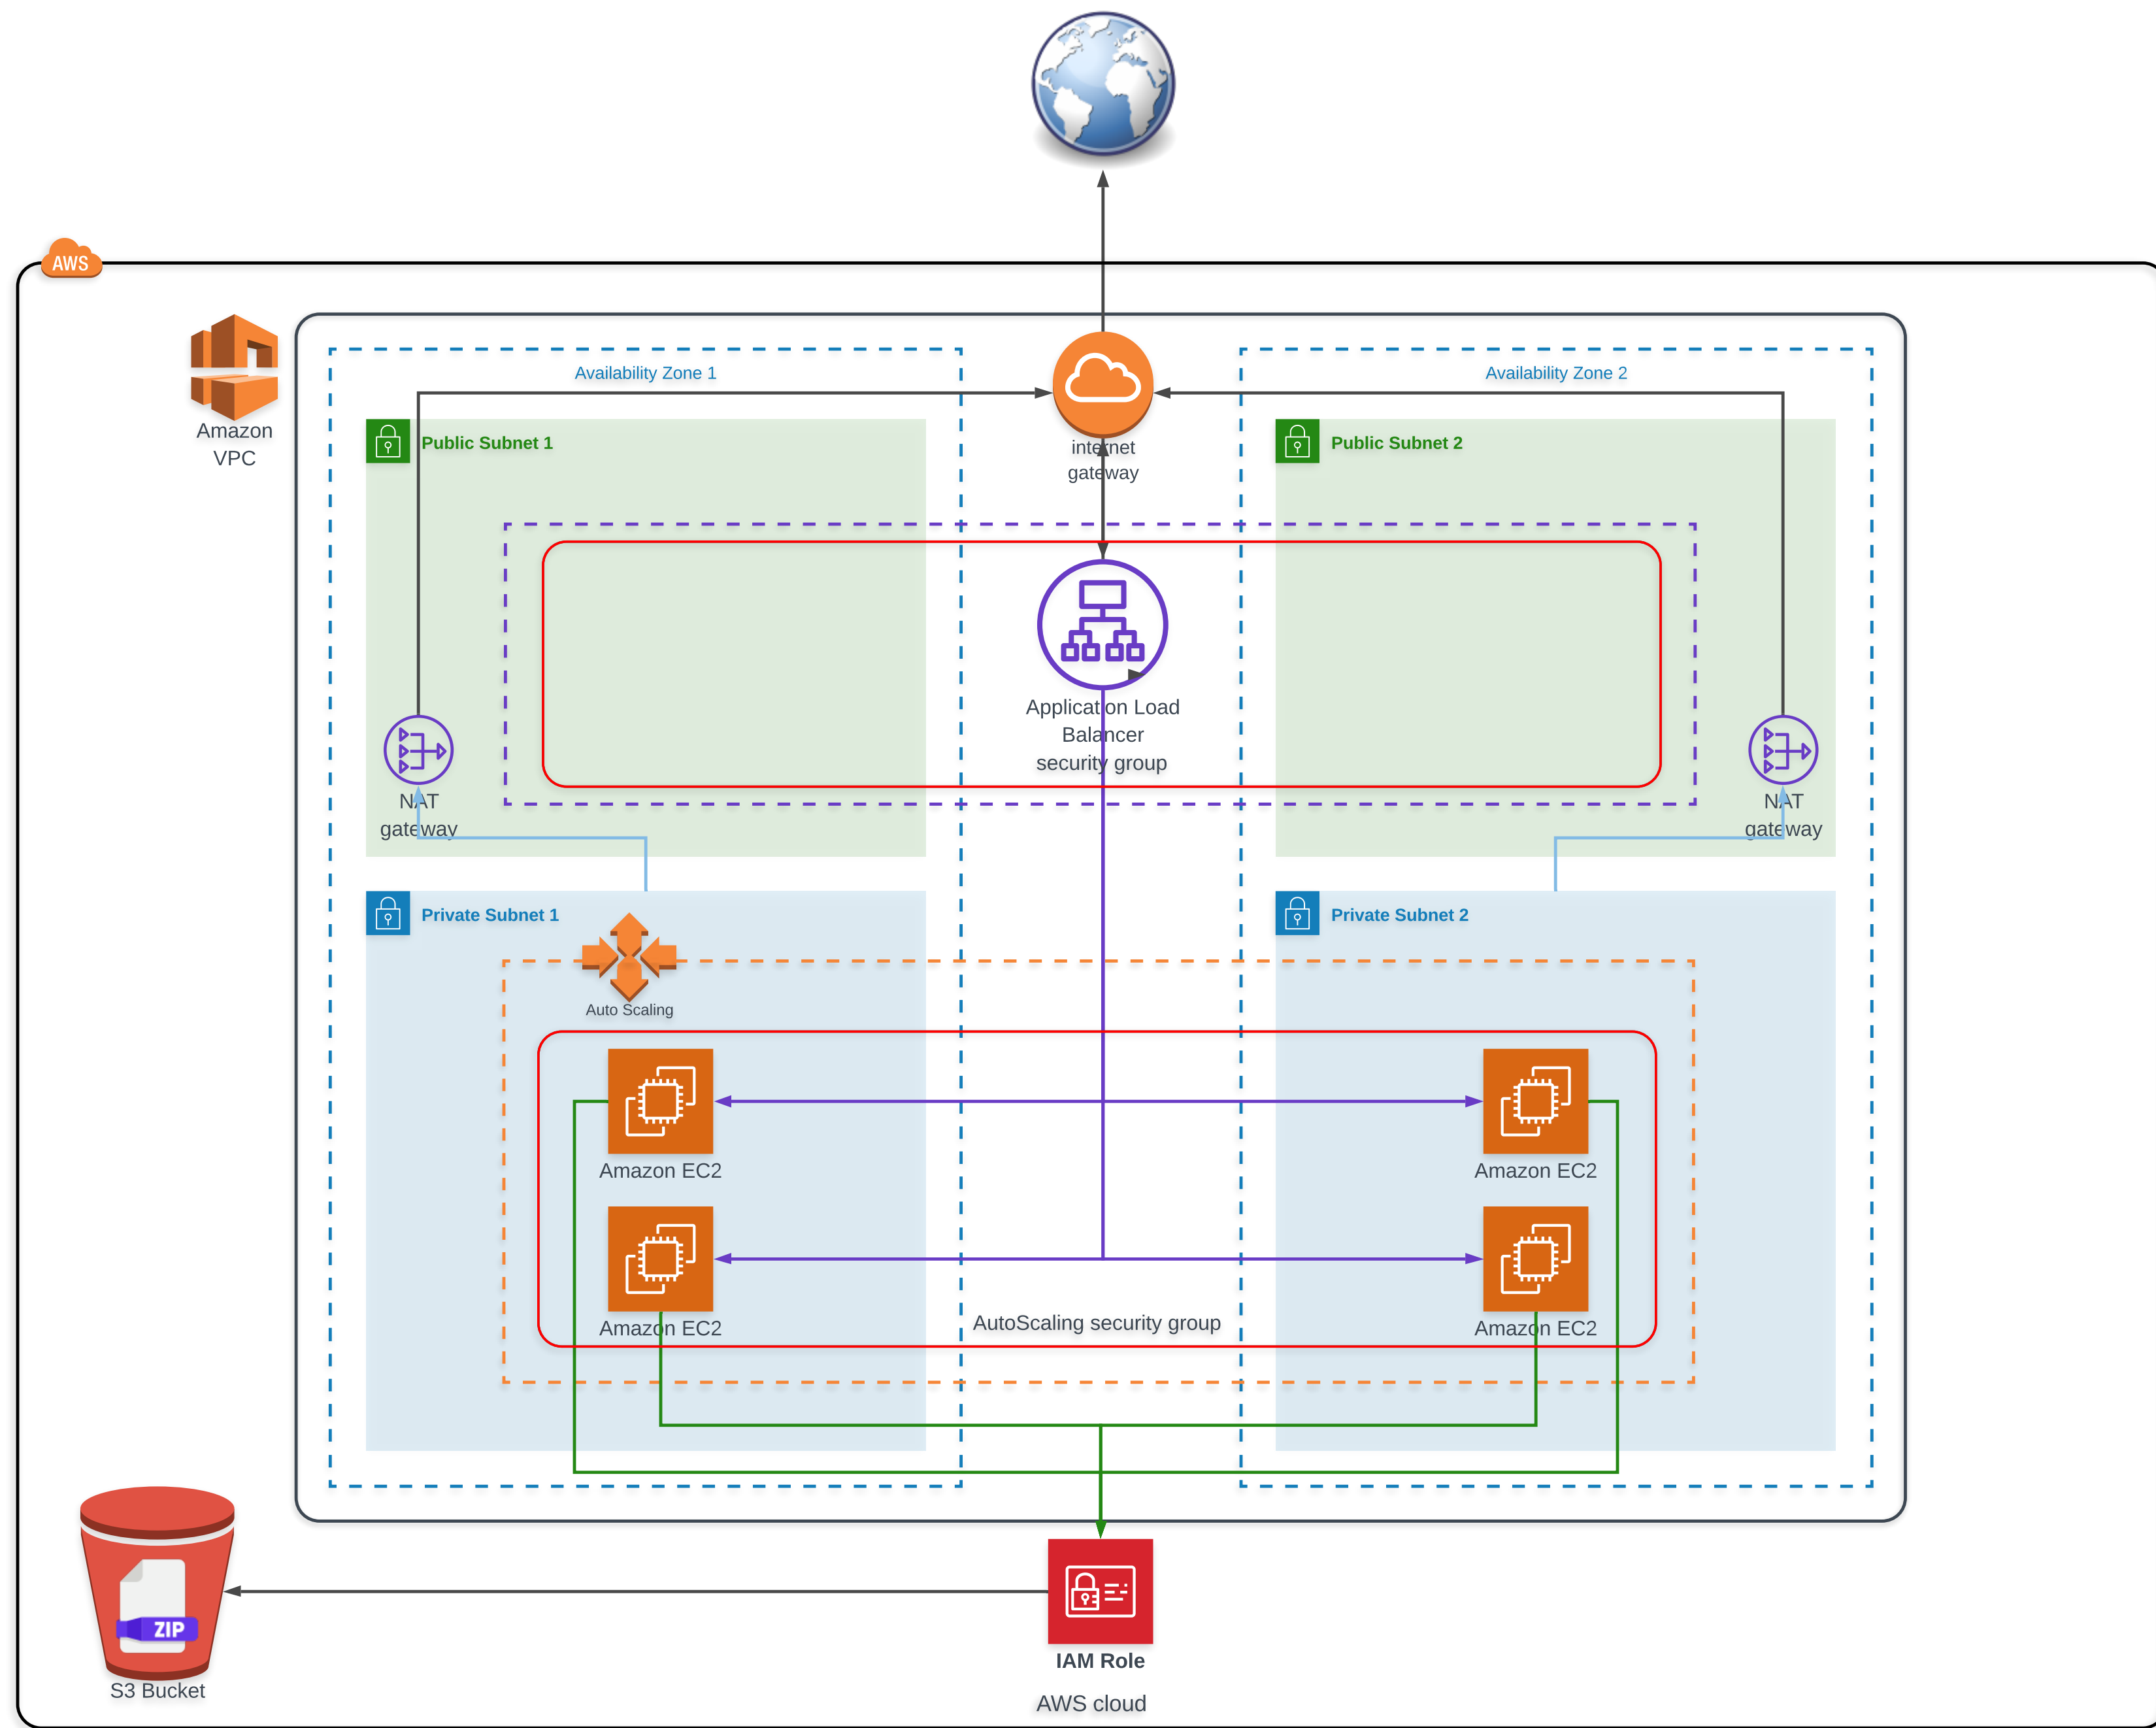 AWS
Amazon
VPC
Availability Zone 1
Availability Zone 2
internet
gateway
Public Subnet 1
Public Subnet 2
Application Load
Balancer
security group
NAT
gateway
NAT
gateway
Private Subnet 1
Private Subnet 2
Auto Scaling
Amazon EC2
Amazon EC2
Amazon EC2
AutoScaling security group
Amazon EC2
ZIP
S3 Bucket
IAM Role
AWS cloud